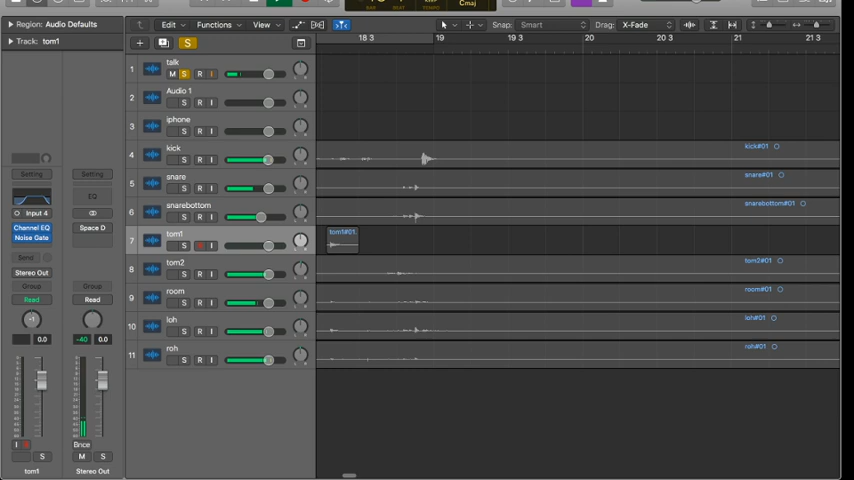 Cmaj
Region: Audio Defaults
Edit
Functions
View
Snap: Smart
Drag: X-Fade
Track: tom1
S
18 3
19
19 3
20
20 3
21
21 3
1
talk
M S R I
2
Audio 1
S R I
3
iphone
S R I
4
kick
S R I
kick#01
5
snare
S R I
snare#01
6
snarebottom
S R I
snarebottom#01
7
tom1
S R I
tom1#01
8
tom2
S R I
tom2#01
9
room
S R I
room#01
10
loh
S R I
loh#01
11
roh
S R I
roh#01
Setting
Setting
EQ
Input 4
Channel EQ
Noise Gate
Space D
Send
Stereo Out
Group
Group
Read
Read
-1
0.0
-40
0.0
I R
Bnce
S
M S
tom1
Stereo Out